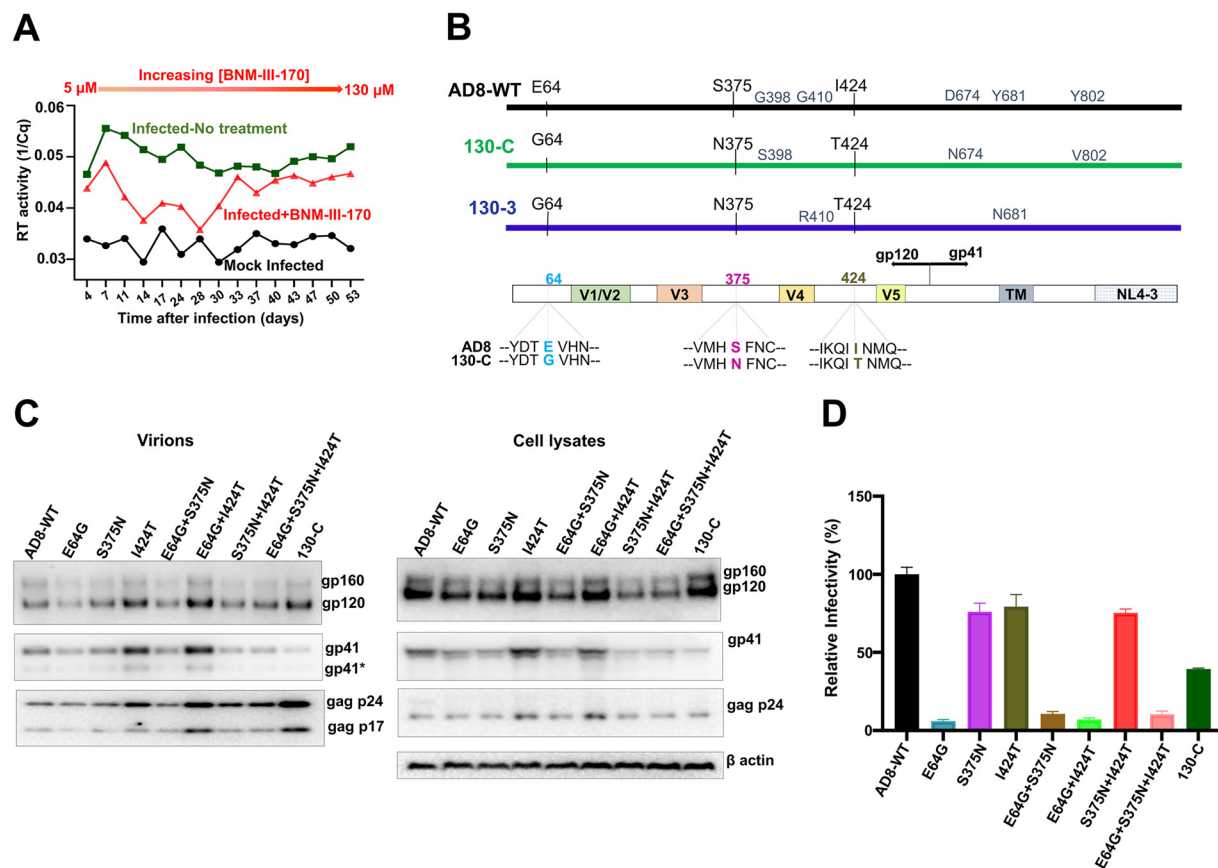 A
Increasing [BNM-III-170]
5 µM
130 µM
RT activity (1/Cq)
0.06
0.05
0.04
0.03
Infected-No treatment
Infected+BNM-III-170
Mock Infected
4 7 11 14 17 24 28 30 33 37 40 43 47 50 53
Time after infection (days)
B
E64 S375 I424
AD8-WT G398 G410 D674 Y681 Y802
G64 N375 T424
130-C S398 N674 V802
G64 N375 T424
130-3 R410 N681
gp120 gp41
64 375 424
V1/V2 V3 V4 V5 TM NL4-3
AD8 --YDT E VHN-- --VMH S FNC-- --IKQI I NMQ--
130-C --YDT G VHN-- --VMH N FNC-- --IKQI T NMQ--
C
Virions
AD8-WT E64G S375N I424T E64G+S375N E64G+I424T S375N+I424T E64G+S375N+I424T 130-C
gp160
gp120
gp41
gp41*
gag p24
gag p17
Cell lysates
AD8-WT E64G S375N I424T E64G+S375N E64G+I424T S375N+I424T E64G+S375N+I424T 130-C
gp160
gp120
gp41
gag p24
β actin
D
Relative Infectivity (%)
150
100
50
0
AD8-WT E64G S375N I424T E64G+S375N E64G+I424T S375N+I424T E64G+S375N+I424T 130-C